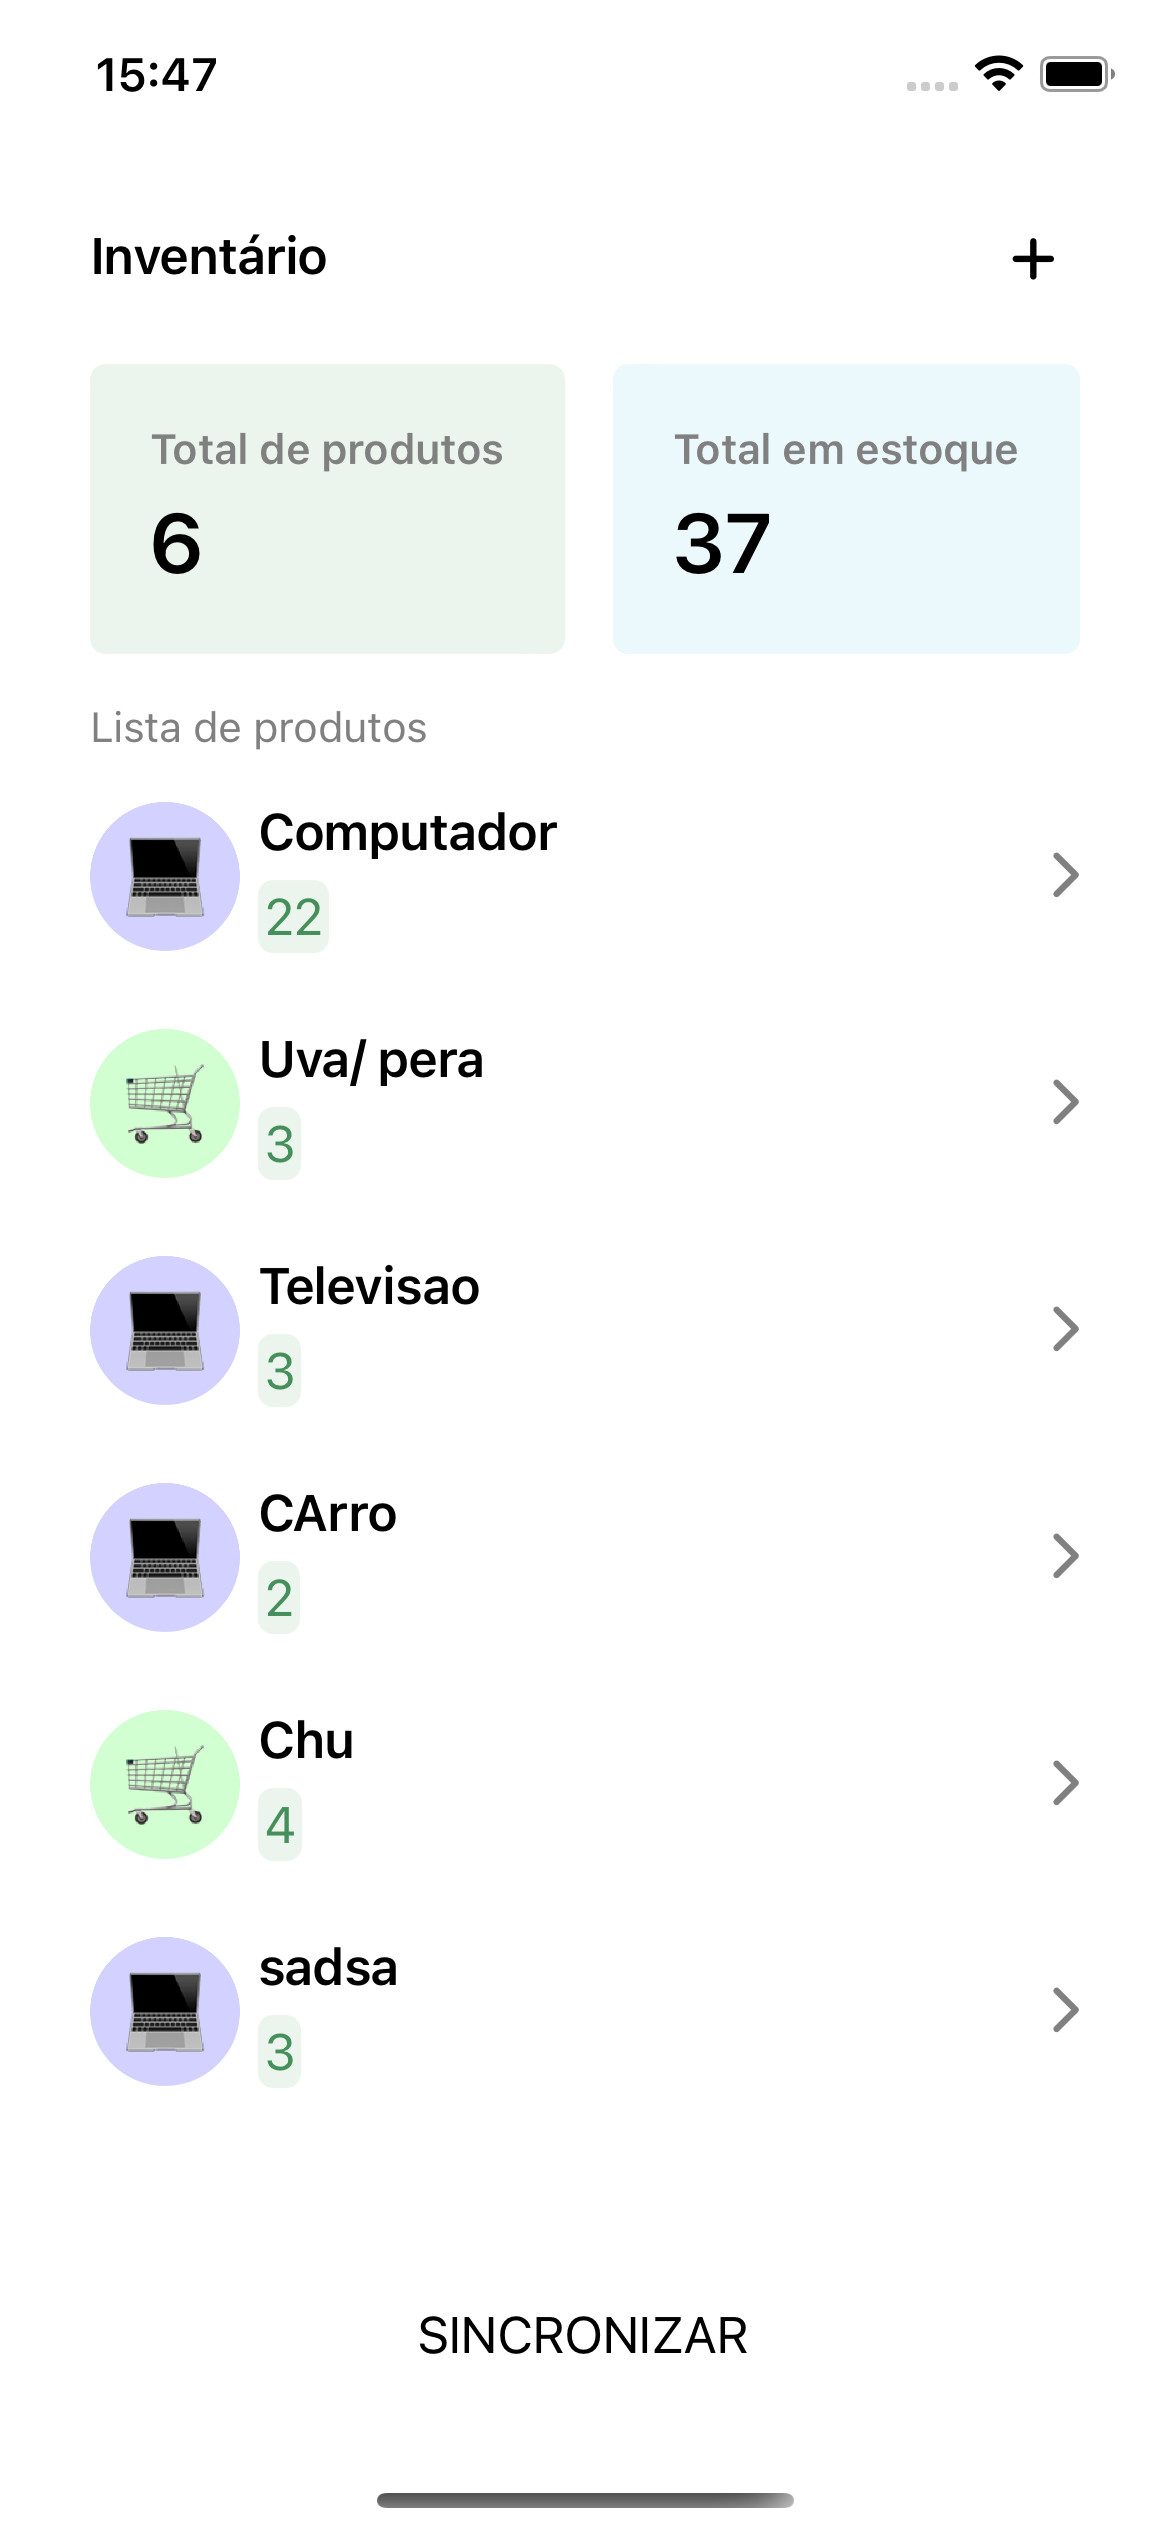 15:47
Inventário
Total de produtos
6
Total em estoque
37
Lista de produtos
Computador
22
Uva/ pera
3
Televisao
3
CArro
2
Chu
4
sadsa
3
SINCRONIZAR